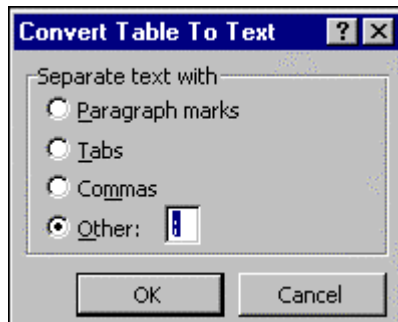 Convert Table To Text ? ×
Separate text with
Paragraph marks
Tabs
Commas
Other:
OK Cancel